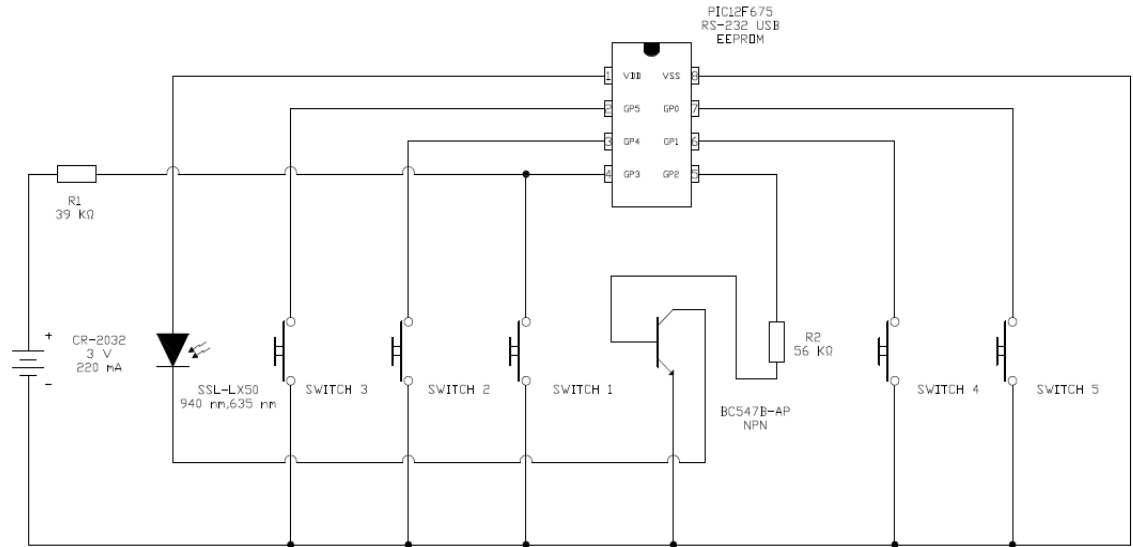 PIC12F675
RS-232 USB
EEPROM
1 VDD VSS 8
2 GP5 GP0 7
3 GP4 GP1 6
4 GP3 GP2 5
R1
39 KΩ
+
CR-2032
3 V
220 mA
-
SSL-LX50
940 nm,635 nm
SWITCH 3
SWITCH 2
SWITCH 1
R2
56 KΩ
BC547B-AP
NPN
SWITCH 4
SWITCH 5